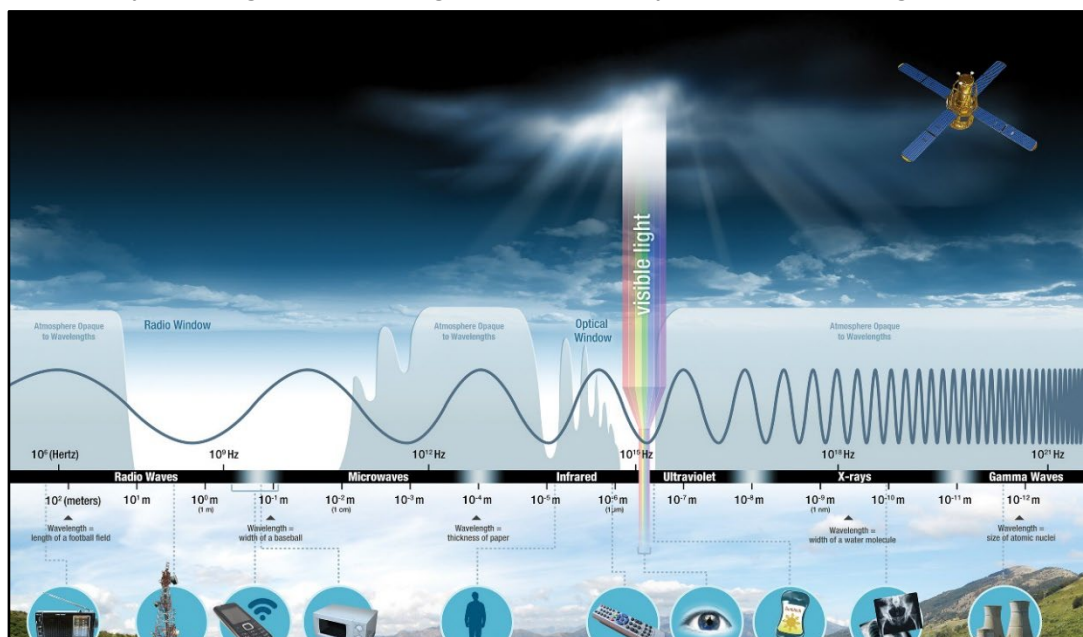 visible light
Atmosphere Opaque
to Wavelengths
Radio Window
Atmosphere Opaque
to Wavelengths
Optical
Window
Atmosphere Opaque
to Wavelengths
10⁶ (Hertz) 10⁹ Hz 10¹² Hz 10¹⁵ Hz 10¹⁸ Hz 10²¹ Hz
Radio Waves Microwaves Infrared Ultraviolet X-rays Gamma Waves
10² (meters) 10¹ m 10⁰ m 10⁻¹ m 10⁻² m 10⁻³ m 10⁻⁴ m 10⁻⁵ m 10⁻⁶ m 10⁻⁷ m 10⁻⁸ m 10⁻⁹ m 10⁻¹⁰ m 10⁻¹¹ m 10⁻¹² m
(1 m) (1 cm) (1 µm) (1 nm)
Wavelength =
length of a football field
Wavelength =
width of a baseball
Wavelength =
thickness of paper
Wavelength =
width of a water molecule
Wavelength =
size of atomic nuclei